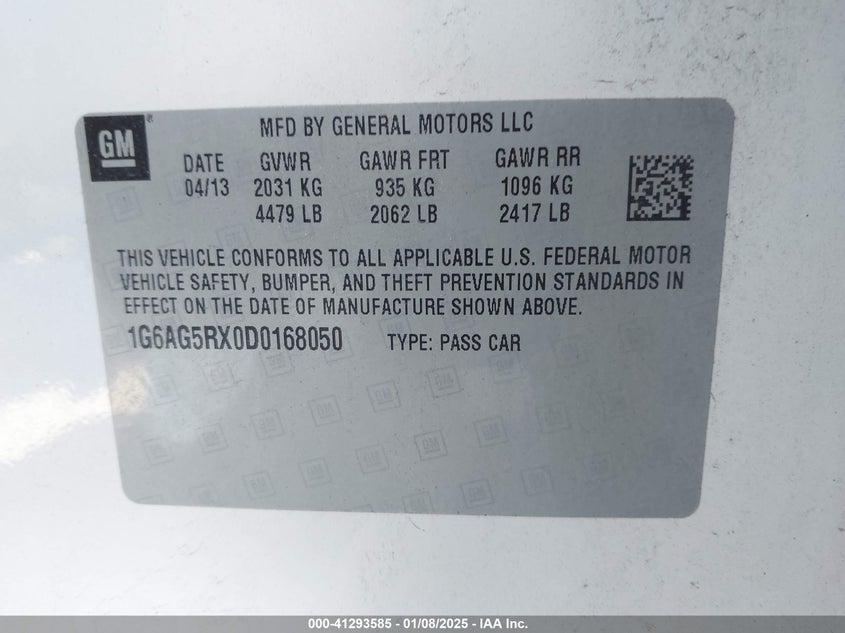 GM
MFD BY GENERAL MOTORS LLC
DATE GVWR GAWR FRT GAWR RR
04/13 2031 KG 935 KG 1096 KG
4479 LB 2062 LB 2417 LB
THIS VEHICLE CONFORMS TO ALL APPLICABLE U.S. FEDERAL MOTOR
VEHICLE SAFETY, BUMPER, AND THEFT PREVENTION STANDARDS IN
EFFECT ON THE DATE OF MANUFACTURE SHOWN ABOVE.
1G6AG5RX0D0168050 TYPE: PASS CAR
000-41293585 - 01/08/2025 - IAA Inc.